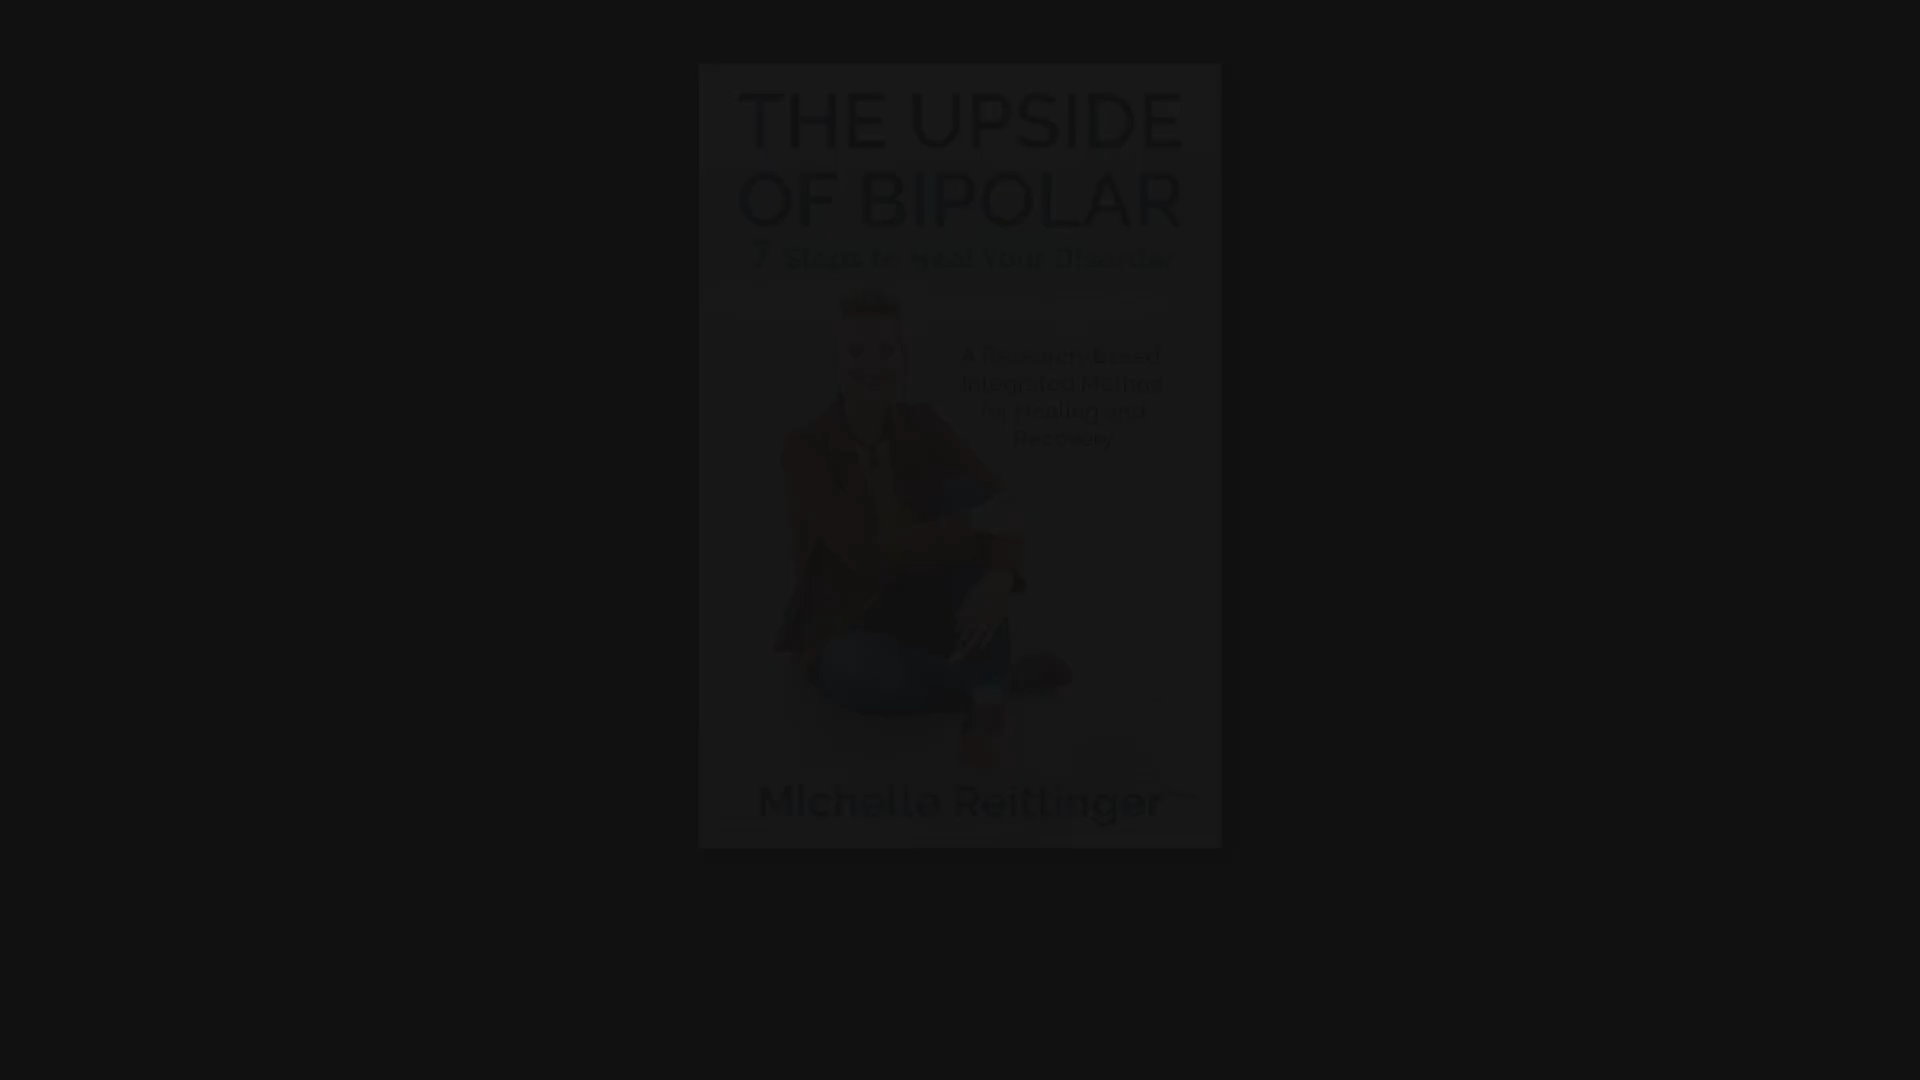 THE UPSIDE
OF BIPOLAR
7 Steps to Heal Your Disorder
A Research-Based
Integrated Method
for Healing and
Recovery
Michelle Reittinger